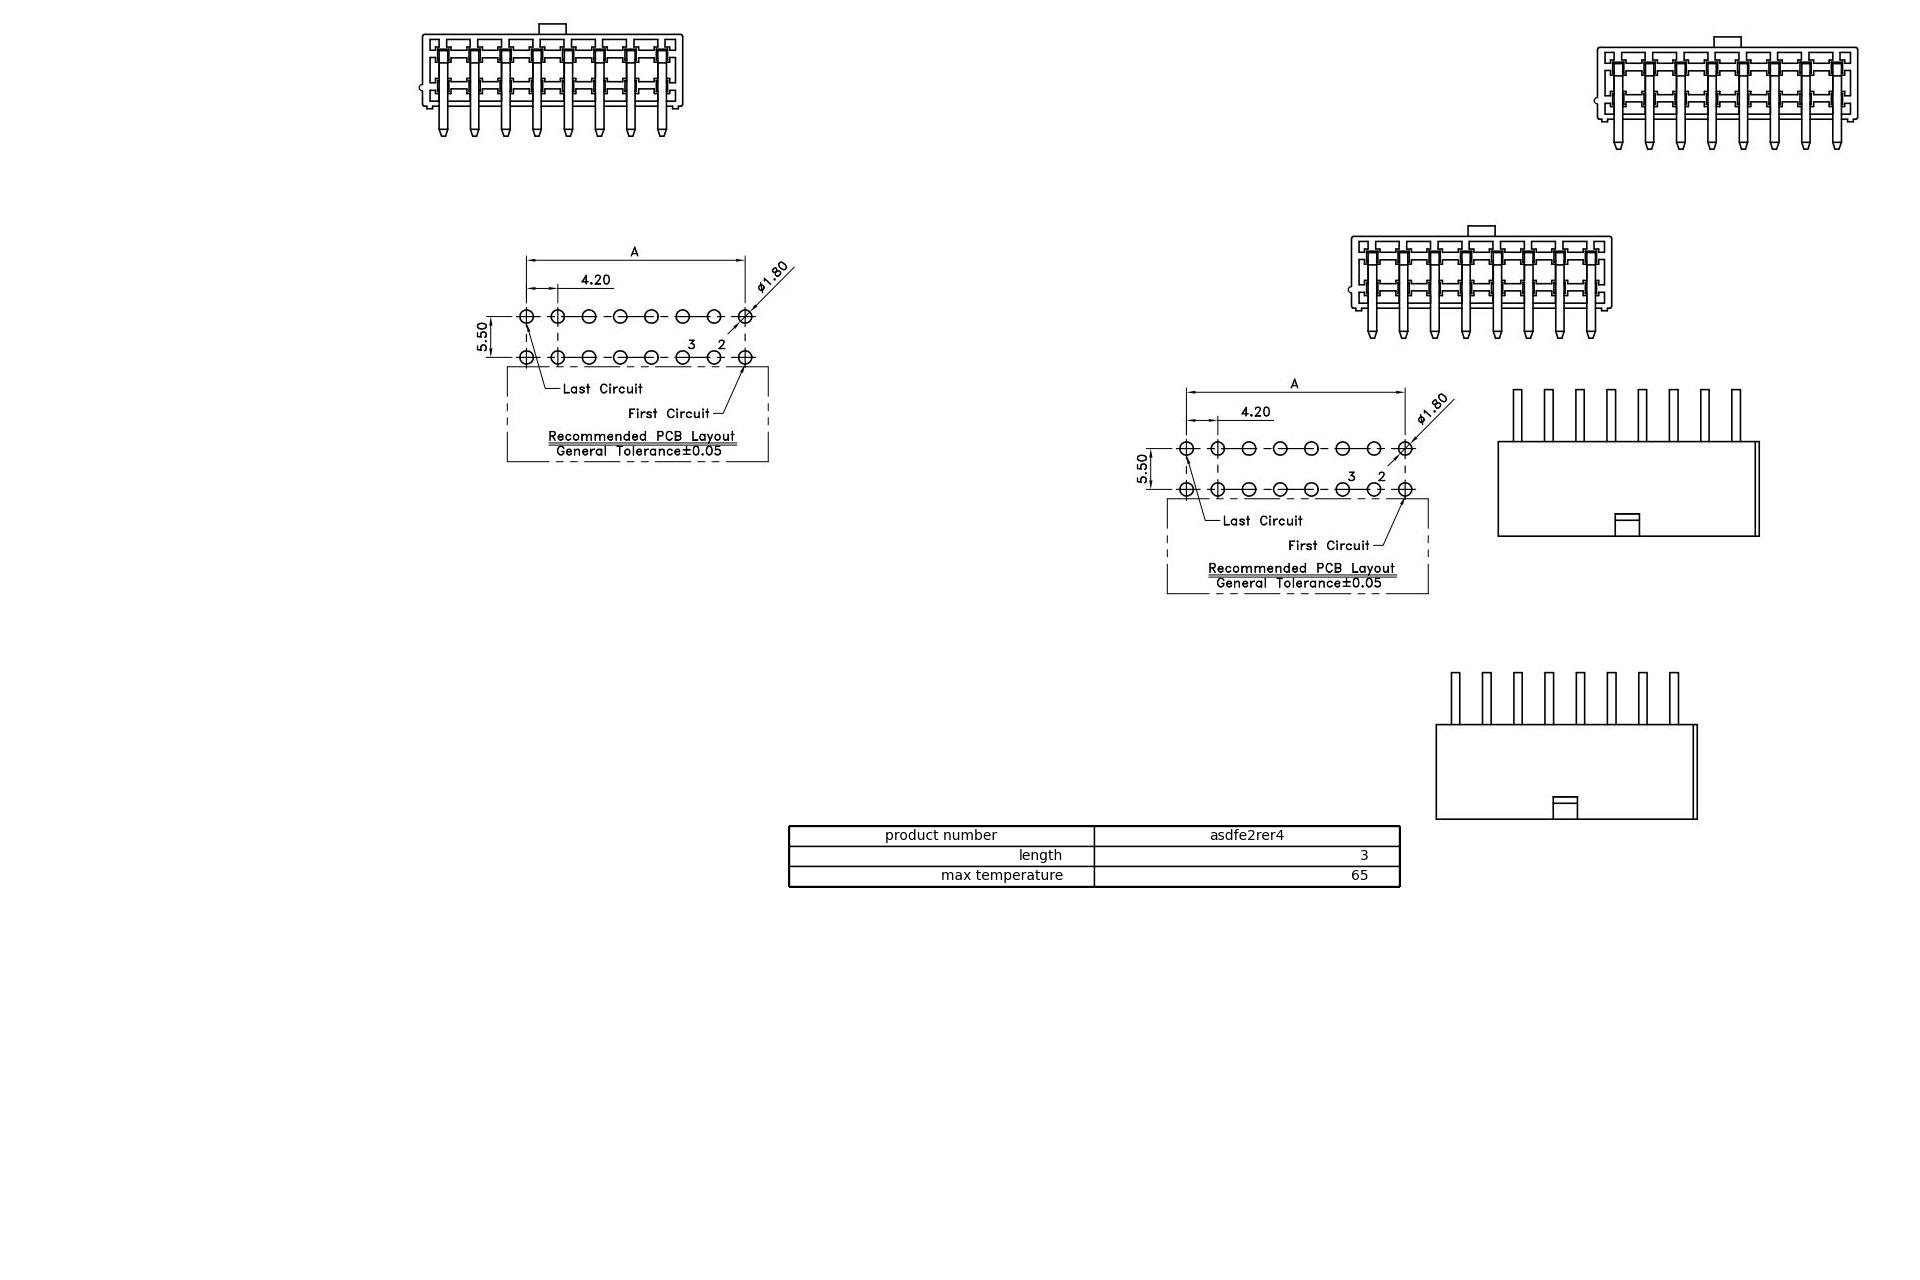 A
4.20
ø1.80
5.50
3 2
Last Circuit
First Circuit
Recommended PCB Layout
General Tolerance±0.05
A
4.20
ø1.80
5.50
3 2
Last Circuit
First Circuit
Recommended PCB Layout
General Tolerance±0.05
product number asdfe2rer4
length 3
max temperature 65